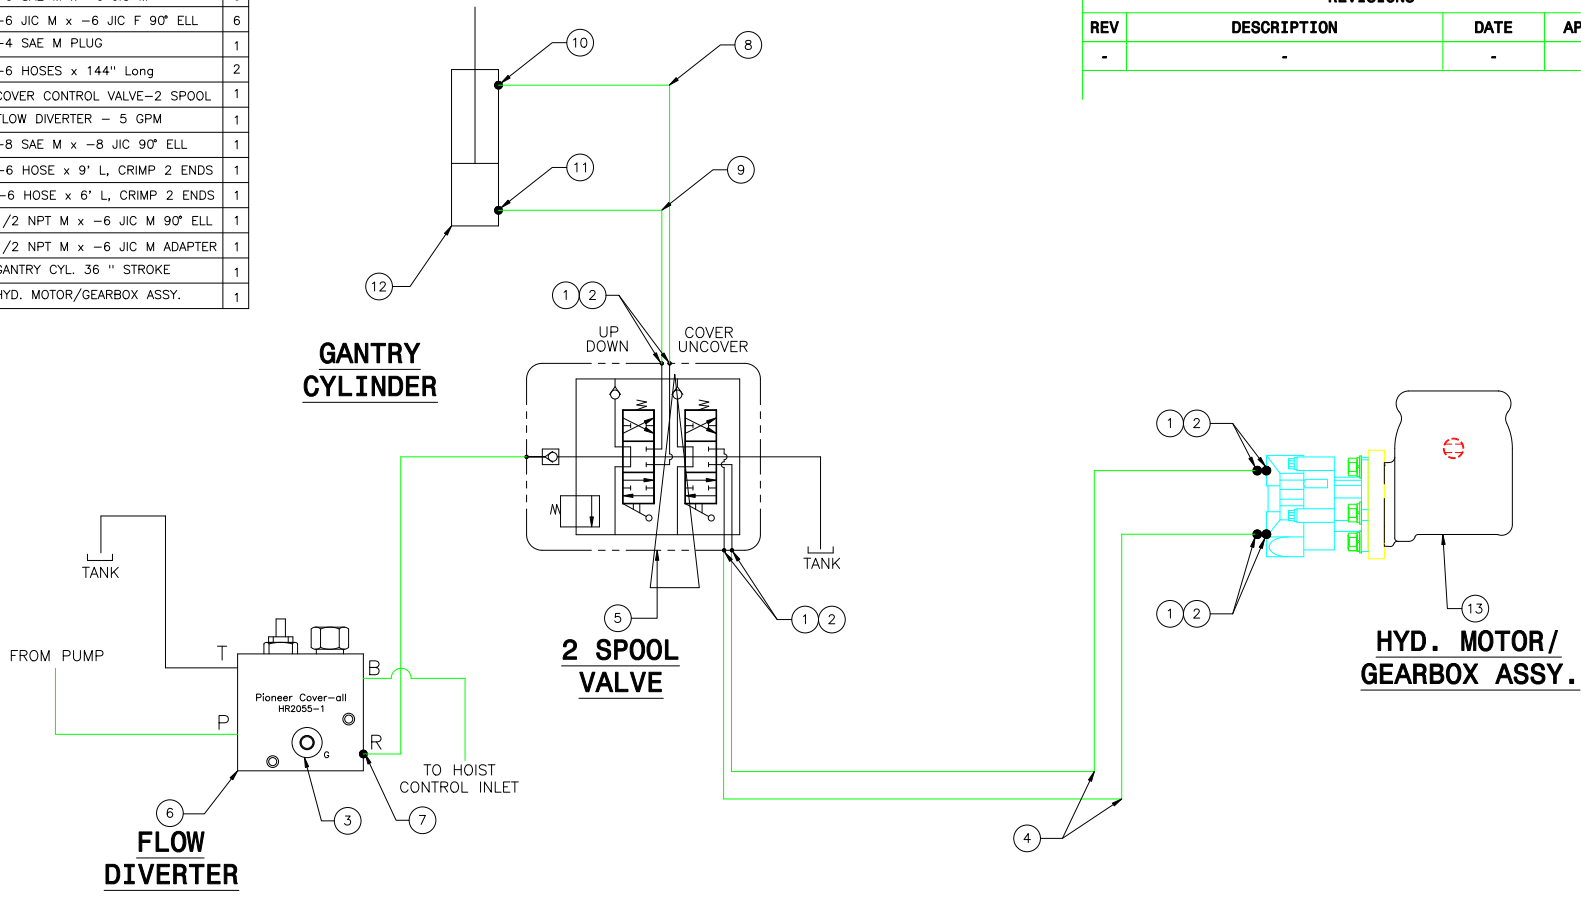 -6 JIC M x -6 JIC F 90° ELL 6
-4 SAE M PLUG 1
-6 HOSES x 144" Long 2
COVER CONTROL VALVE-2 SPOOL 1
FLOW DIVERTER - 5 GPM 1
-8 SAE M x -8 JIC 90° ELL 1
-6 HOSE x 9' L, CRIMP 2 ENDS 1
-6 HOSE x 6' L, CRIMP 2 ENDS 1
/2 NPT M x -6 JIC M 90° ELL 1
/2 NPT M x -6 JIC M ADAPTER 1
GANTRY CYL. 36 " STROKE 1
HYD. MOTOR/GEARBOX ASSY. 1
REVISIONS
REV DESCRIPTION DATE AP
- - -
10
8
11
9
12
1 2
GANTRY
CYLINDER
UP
DOWN
COVER
UNCOVER
TANK
5
1 2
2 SPOOL
VALVE
1 2
1 2
13
HYD. MOTOR/
GEARBOX ASSY.
4
TANK
FROM PUMP
T
B
P
R
Pioneer Cover-all
HR2055-1
G
TO HOIST
CONTROL INLET
6
3
7
FLOW
DIVERTER